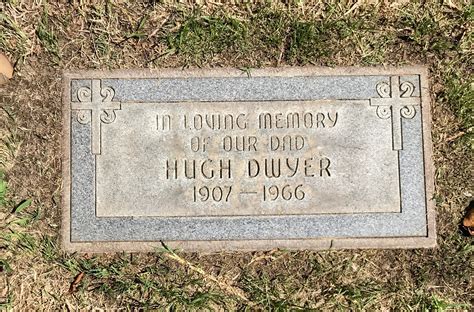 IN LOVING MEMORY
OF OUR DAD
HUGH DWYER
1907 — 1966